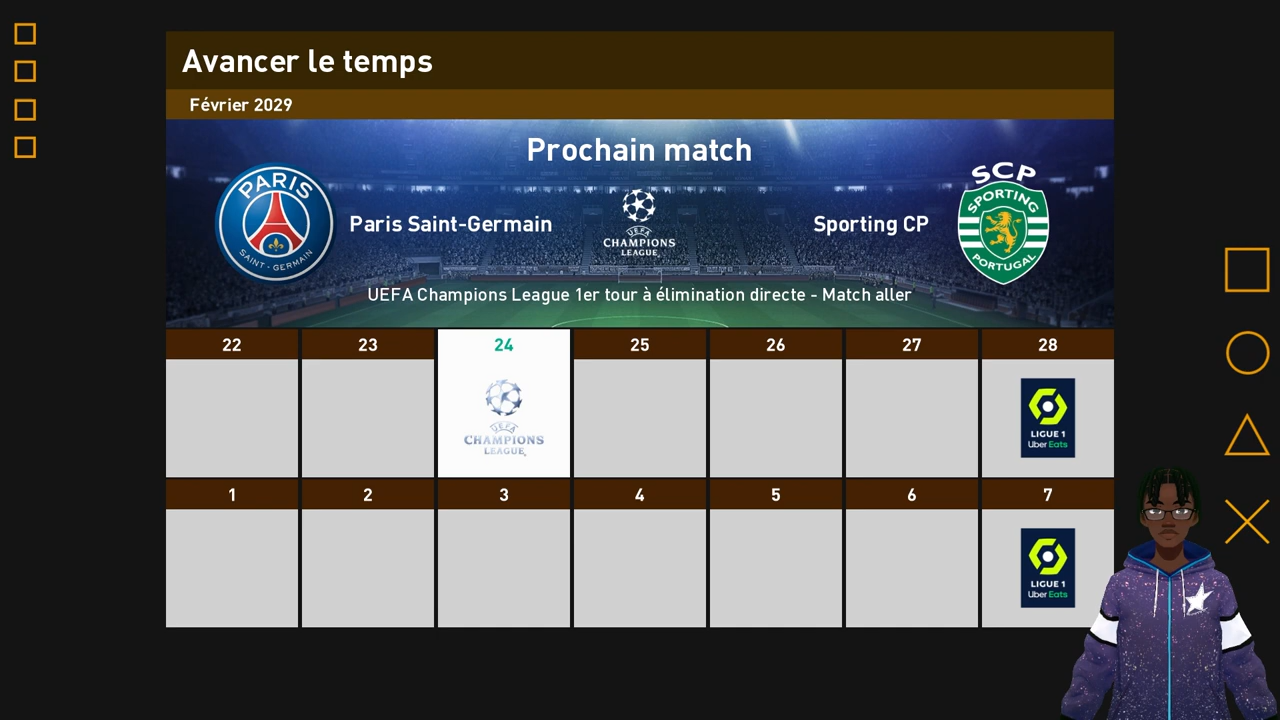 Avancer le temps
Février 2029
Prochain match
PARIS
SAINT-GERMAIN
Paris Saint-Germain
UEFA
CHAMPIONS
LEAGUE
Sporting CP
SCP
SPORTING
PORTUGAL
UEFA Champions League 1er tour à élimination directe - Match aller
22 23 24 25 26 27 28
UEFA
CHAMPIONS
LEAGUE
LIGUE 1
Uber Eats
1 2 3 4 5 6 7
LIGUE 1
Uber Eats